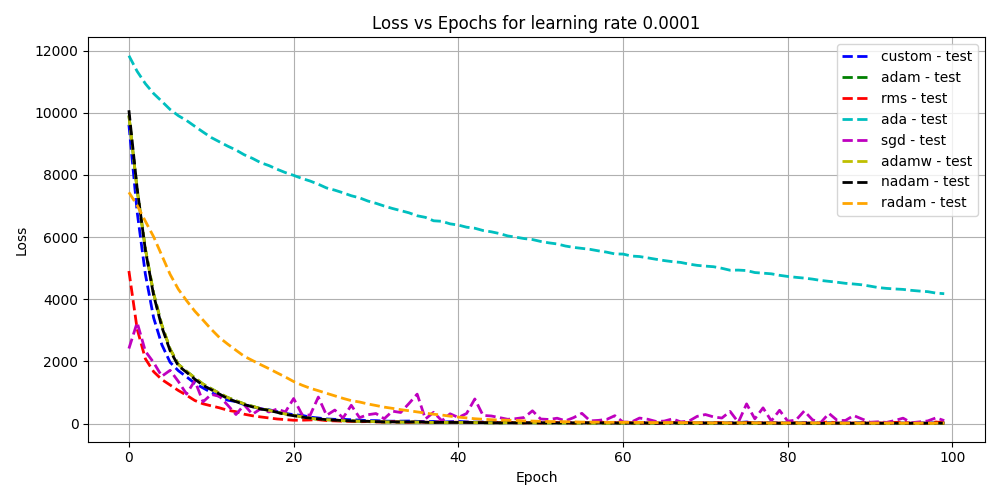 Loss vs Epochs for learning rate 0.0001
12000
10000
8000
6000
4000
2000
0
Loss
custom - test
adam - test
rms - test
ada - test
sgd - test
adamw - test
nadam - test
radam - test
0
20
40
60
80
100
Epoch